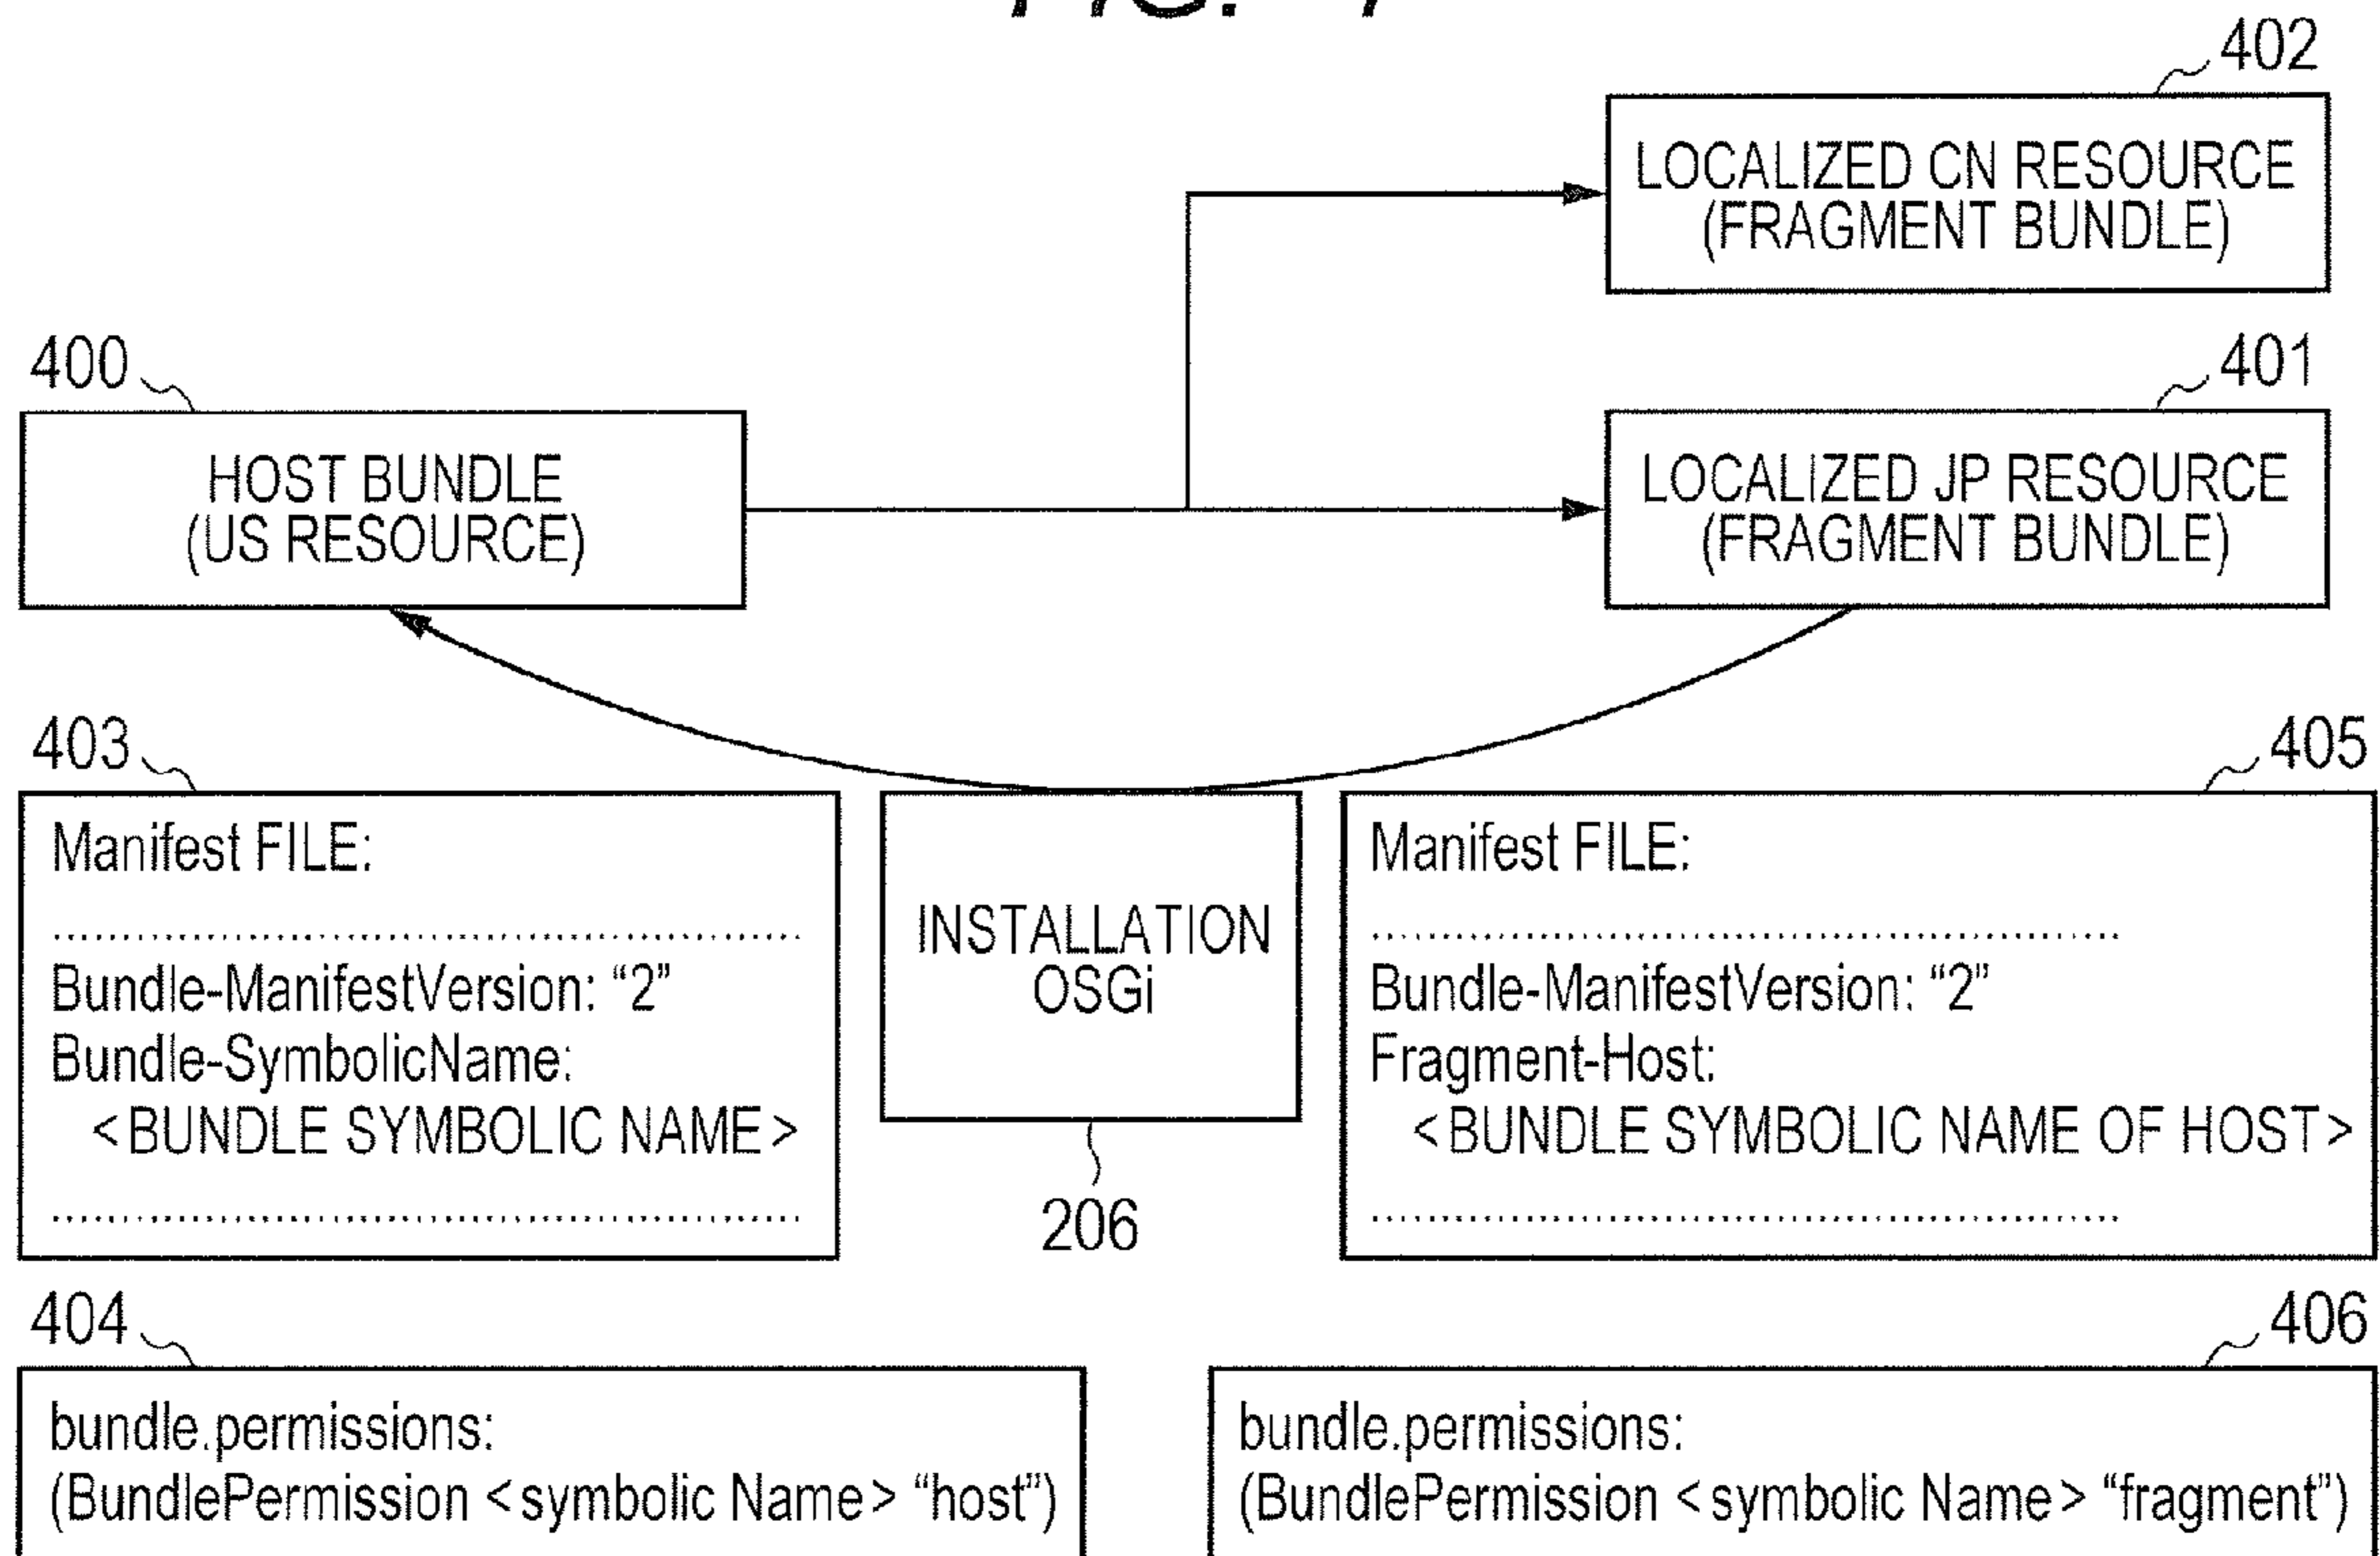 FIG.
402
LOCALIZED CN RESOURCE
(FRAGMENT BUNDLE)
400
401
HOST BUNDLE
(US RESOURCE)
LOCALIZED JP RESOURCE
(FRAGMENT BUNDLE)
403
405
Manifest FILE:
Bundle-ManifestVersion: “2”
Bundle-SymbolicName:
<BUNDLE SYMBOLIC NAME>
INSTALLATION
OSGi
206
Manifest FILE:
Bundle-ManifestVersion: “2”
Fragment-Host:
<BUNDLE SYMBOLIC NAME OF HOST>
404
406
bundle.permissions:
(BundlePermission <symbolic Name> “host”)
bundle.permissions:
(BundlePermission <symbolic Name> “fragment”)